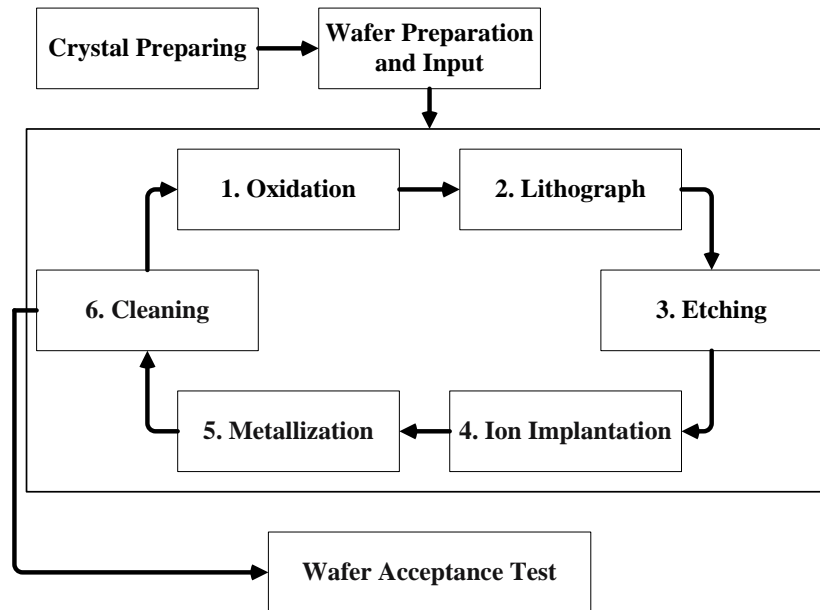 Crystal Preparing
Wafer Preparation
and Input
1. Oxidation
2. Lithograph
6. Cleaning
3. Etching
5. Metallization
4. Ion Implantation
Wafer Acceptance Test